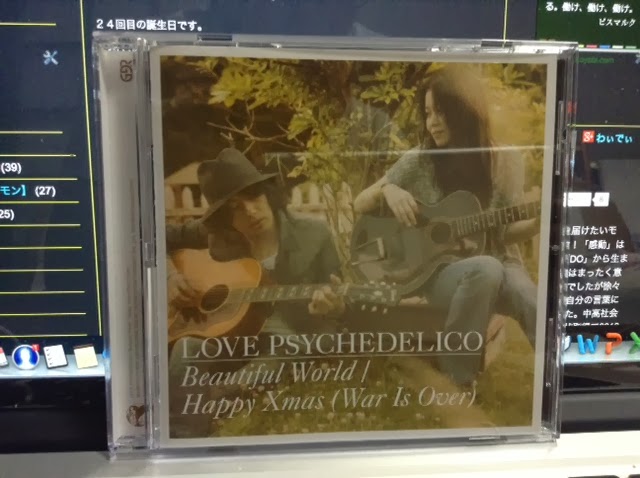 ２４回目の誕生日です。
る。働け、働け、働け。
ビスマルク
LOVE PSYCHEDELICO
Beautiful World /
Happy Xmas (War Is Over)
(39)
モン】 (27)
25)
わぃでぃ
を届けたいモ
！「感動」は
DO」から生ま
はまったく意
でしたが徐々
自分の言葉に
た。中高社会
W P